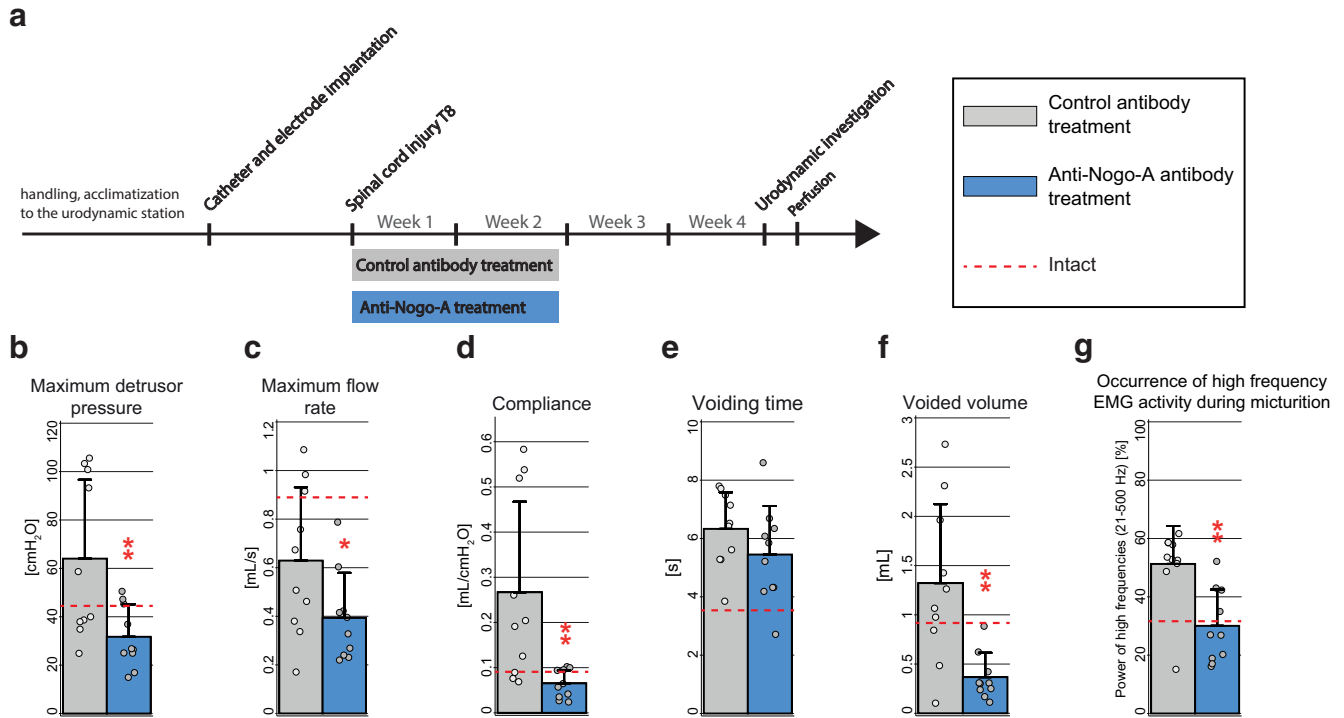 a
handling, acclimatization
to the urodynamic station
Catheter and electrode implantation
Spinal cord injury T8
Week 1
Week 2
Week 3
Week 4
Urodynamic investigation
Perfusion
Control antibody treatment
Anti-Nogo-A treatment
Control antibody
treatment
Anti-Nogo-A antibody
treatment
Intact
b
Maximum detrusor
pressure
[cmH₂O]
120
100
80
60
40
20
0
**
c
Maximum flow
rate
[mL/s]
1.2
1
0.8
0.6
0.4
0.2
0
*
d
Compliance
[mL/cmH₂O]
0.6
0.5
0.4
0.3
0.2
0.1
0
**
e
Voiding time
[s]
10
8
6
4
2
0
f
Voided volume
[mL]
3
2.5
2
1.5
1
0.5
0
**
g
Occurrence of high frequency
EMG activity during micturition
Power of high frequencies (21-500 Hz) [%]
100
80
60
40
20
0
**